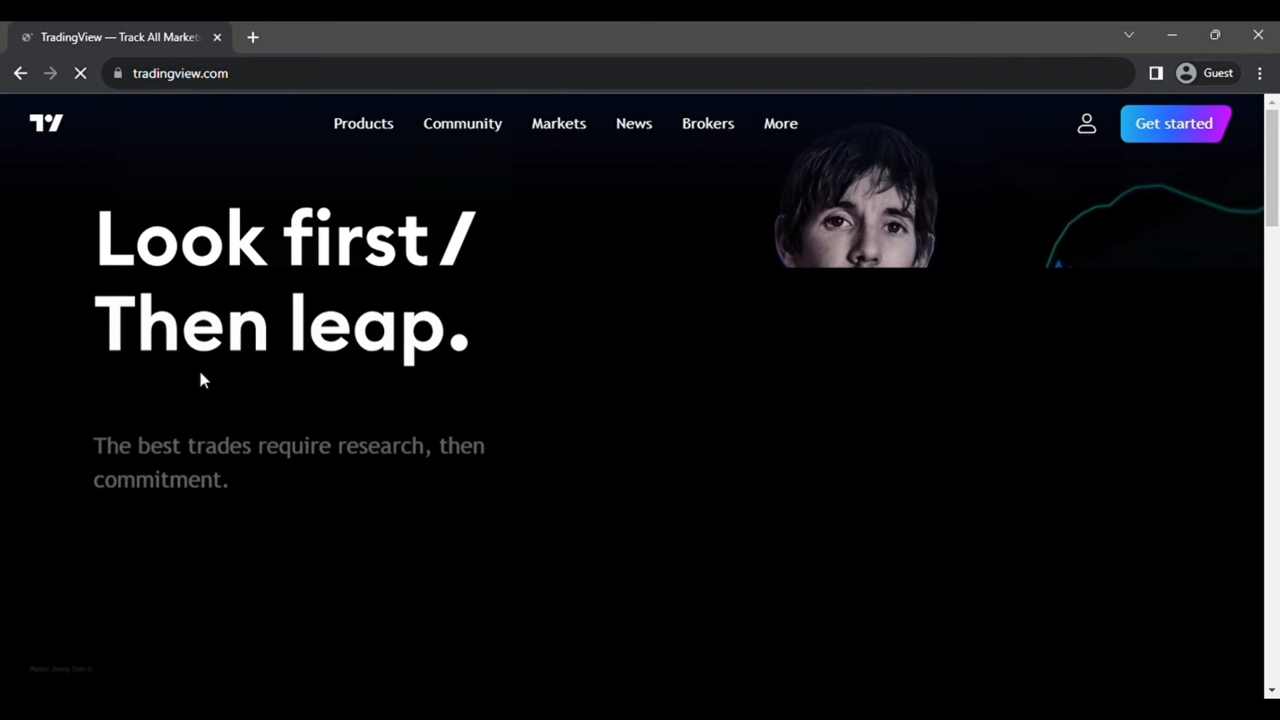 TradingView — Track All Market
tradingview.com
Guest
Products
Community
Markets
News
Brokers
More
Get started
Look first/
Then leap.
The best trades require research, then
commitment.